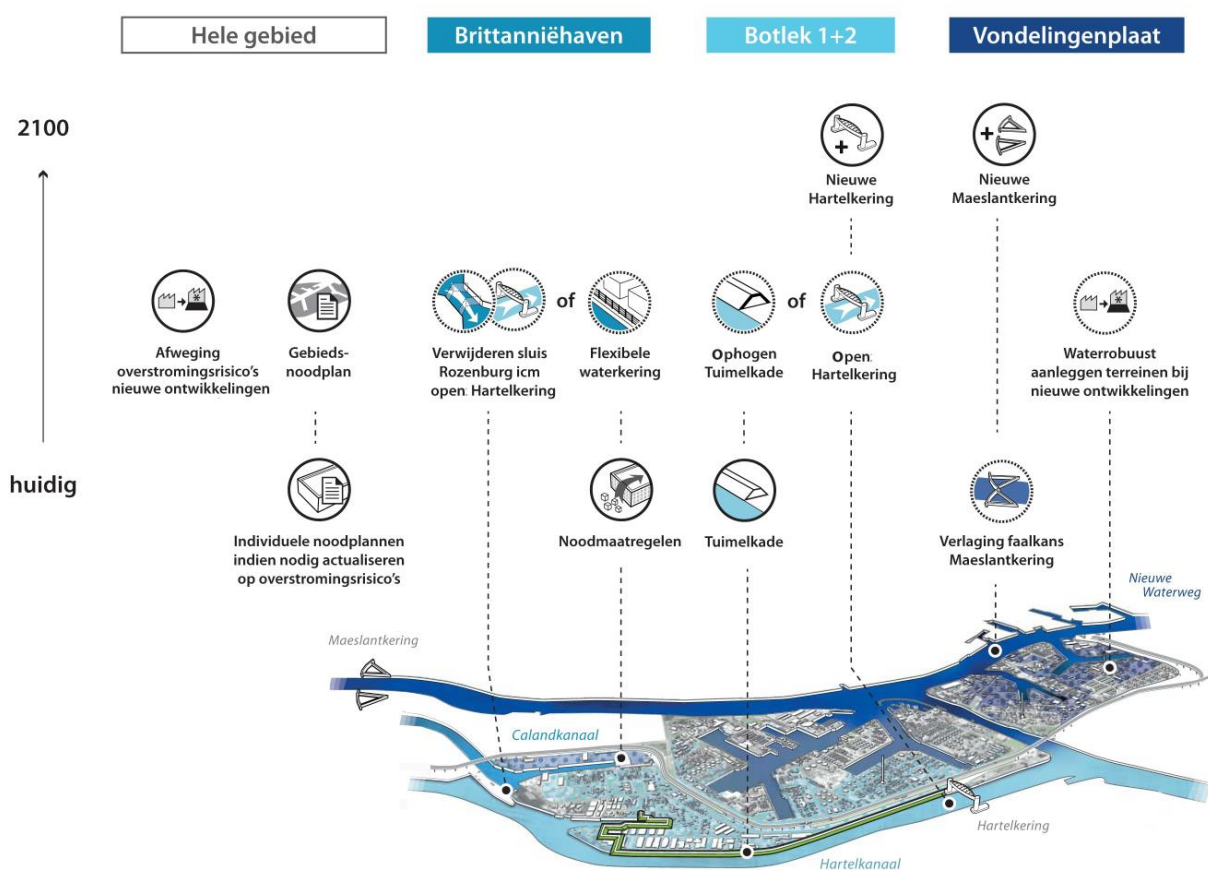 Hele gebied
Brittanniëhaven
Botlek 1+2
Vondelingenplaat
2100
huidig
Nieuwe
Hartelkering
Nieuwe
Maeslantkering
Afweging
overstromingsrisico's
nieuwe ontwikkelingen
Gebieds-
noodplan
Verwijderen sluis
Rozenburg icm
open: Hartelkering
of
Flexibele
waterkering
Ophogen
Tuimelkade
of
Open:
Hartelkering
Waterrobuust
aanleggen terreinen bij
nieuwe ontwikkelingen
Individuele noodplannen
indien nodig actualiseren
op overstromingsrisico's
Noodmaatregelen
Tuimelkade
Verlaging faalkans
Maeslantkering
Nieuwe
Waterweg
Maeslantkering
Calandkanaal
Hartelkering
Hartelkanaal